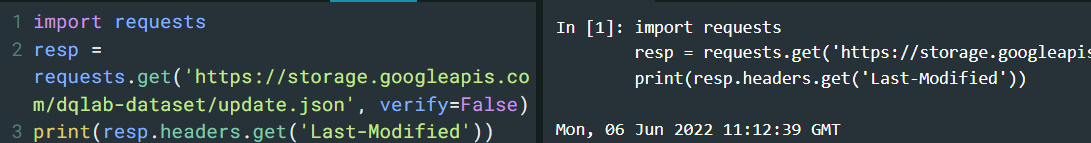 1 import requests
2 resp =
requests.get('https://storage.googleapis.co
m/dqlab-dataset/update.json', verify=False)
3 print(resp.headers.get('Last-Modified'))
In [1]: import requests
resp = requests.get('https://storage.googleapis
print(resp.headers.get('Last-Modified'))
Mon, 06 Jun 2022 11:12:39 GMT